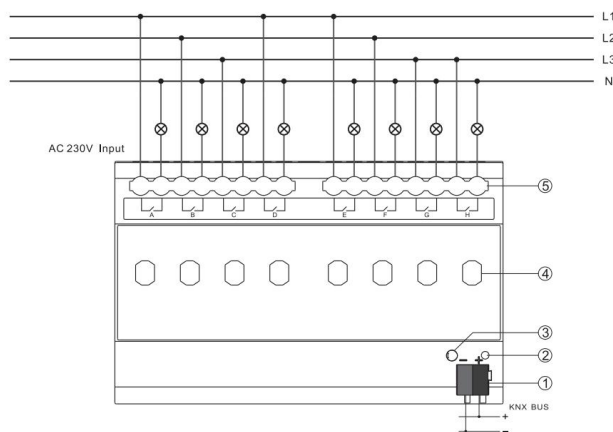 L1
L2
L3
N
AC 230V Input
⑤
A B C D E F G H
④
③
②
− +
①
KNX BUS
+
−